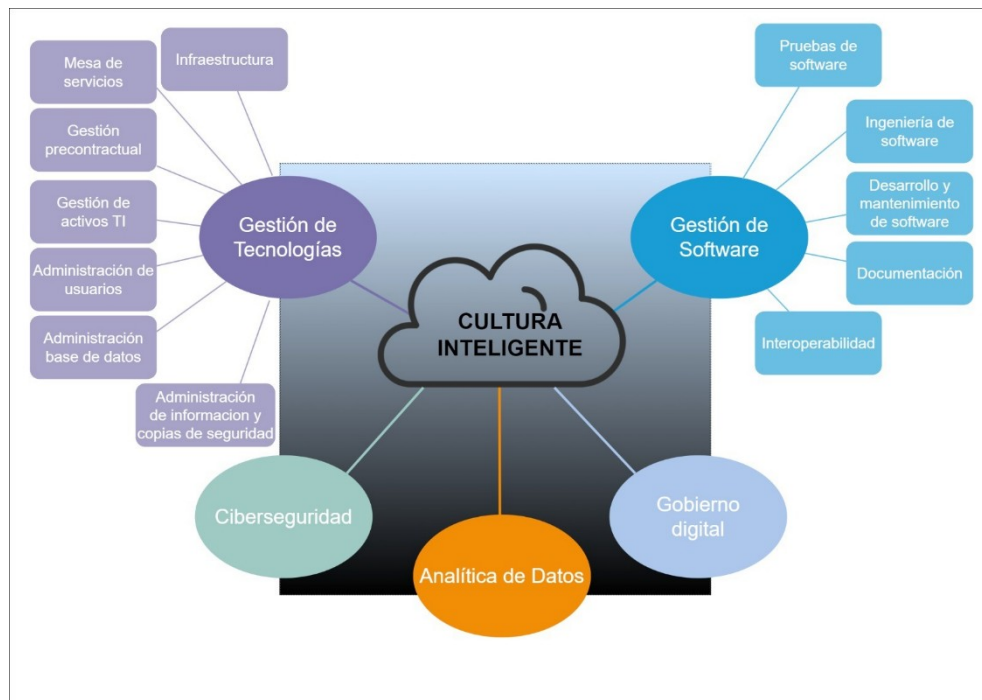 Mesa de
servicios
Infraestructura
Gestión
precontractual
Gestión de
activos TI
Administración de
usuarios
Administración
base de datos
Administración
de informacion y
copias de seguridad
Gestión de
Tecnologías
CULTURA
INTELIGENTE
Gestión de
Software
Pruebas de
software
Ingeniería de
software
Desarrollo y
mantenimiento
de software
Documentación
Interoperabilidad
Ciberseguridad
Analítica de Datos
Gobierno
digital